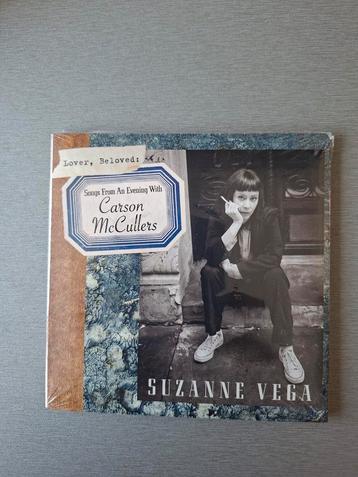 Lover, Beloved:
Songs From An Evening With
Carson
McCullers
SUZANNE VEGA